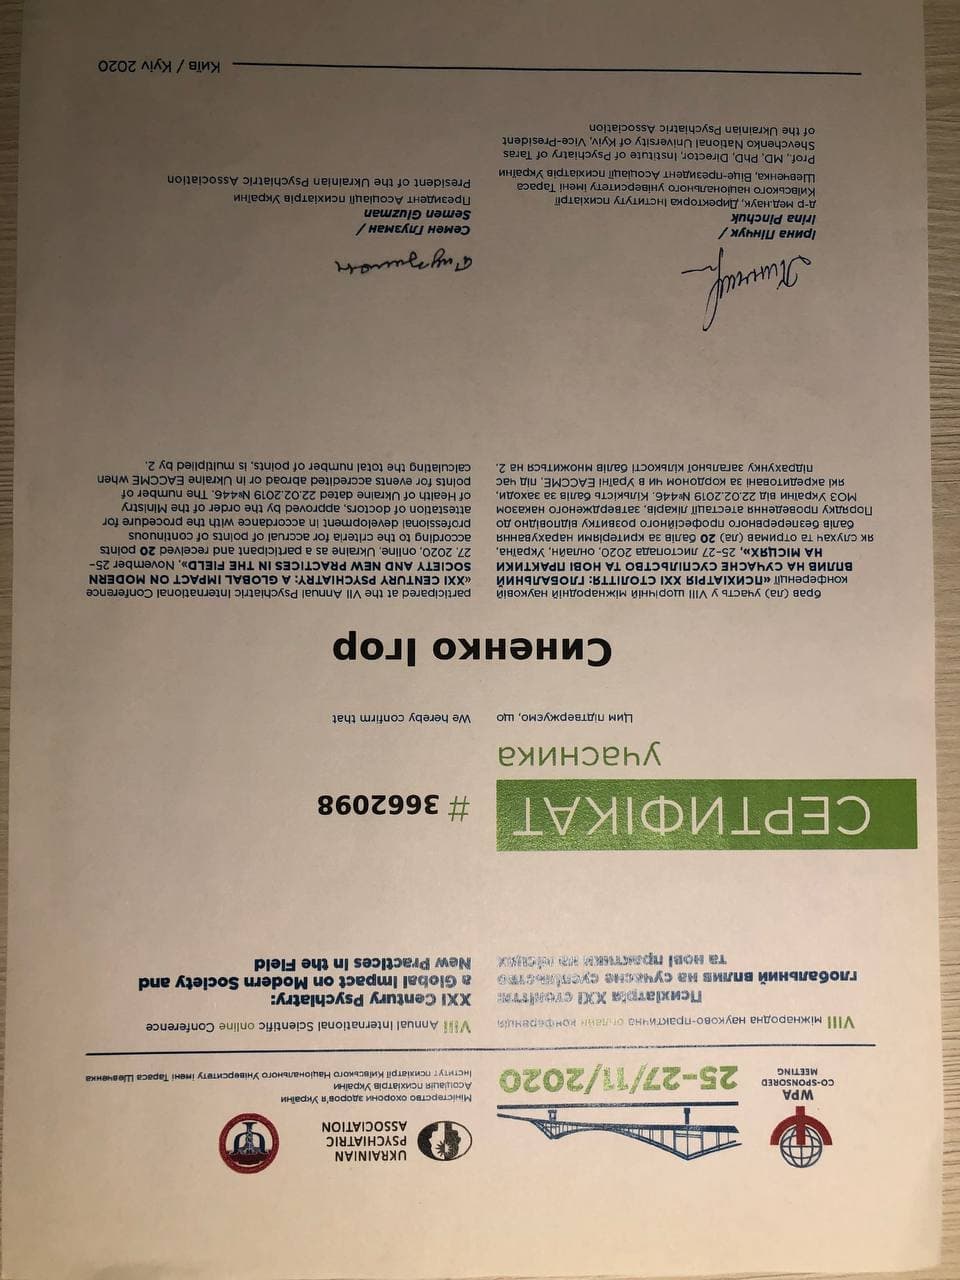 WPA
CO-SPONSORED
MEETING
25-27/11/2020
UKRAINIAN
PSYCHIATRIC
ASSOCIATION
Міністерство охорони здоров'я України
Асоціація психіатрів України
Інститут психіатрії Київського Національного Університету імені Тараса Шевченка
VIII міжнародна науково-практична онлайн конференція
Психіатрія XXI століття:
глобальний вплив на сучасне суспільство
та нові практики на місцях
VIII Annual International Scientific online Conference
XXI Century Psychiatry:
a Global Impact on Modern Society and
New Practices in the Field
СЕРТИФІКАТ
учасника
# 3662098
Цим підтвержуємо, що
We hereby confirm that
Синенко Ігор
брав (ла) участь у VIII щорічній міжнародній науковій
конференції «ПСИХІАТРІЯ XXI СТОЛІТТЯ: ГЛОБАЛЬНИЙ
ВПЛИВ НА СУЧАСНЕ СУСПІЛЬСТВО ТА НОВІ ПРАКТИКИ
НА МІСЦЯХ», 25-27 листопада 2020, онлайн, Україна,
як слухач та отримав (ла) 20 балів за критеріями нарахування
балів безперервного професійного розвитку відповідно до
Порядку проведення атестації лікарів, затвердженого наказом
МОЗ України від 22.02.2019 №446. Кількість балів за заходи,
які акредитовані за кордоном чи в Ураїні EACCME, під час
підрахунку загальної кількості балів множиться на 2.
participared at the VII Annual Psychiatric International Conference
«XXI CENTURY PSYCHIATRY: A GLOBAL IMPACT ON MODERN
SOCIETY AND NEW PRACTICES IN THE FIELD», November 25-
27, 2020, online, Ukraine as a participant and received 20 points
according to the criteria for accrual of points of continuous
professional development in accordance with the procedure for
attestation of doctors, approved by the order of the Ministry
of Health of Ukraine dated 22.02.2019 №446. The number of
points for events accredited abroad or in Ukraine EACCME when
calculating the total number of points, is multiplied by 2.
Ірина Пінчук /
Irina Pinchuk
д-р мед.наук, Директорка Інституту психіатрії
Київського національного університету імені Тараса
Шевченка, Віце-президент Асоціації психіатрів України
Prof., MD, PhD, Director, Institute of Psychiatry of Taras
Shevchenko National University of Kyiv, Vice-President
of the Ukrainian Psychiatric Association
Семен Глузман /
Semen Gluzman
Президент Асоціації психіатрів України
President of the Ukrainian Psychiatric Association
Київ / Kyiv 2020